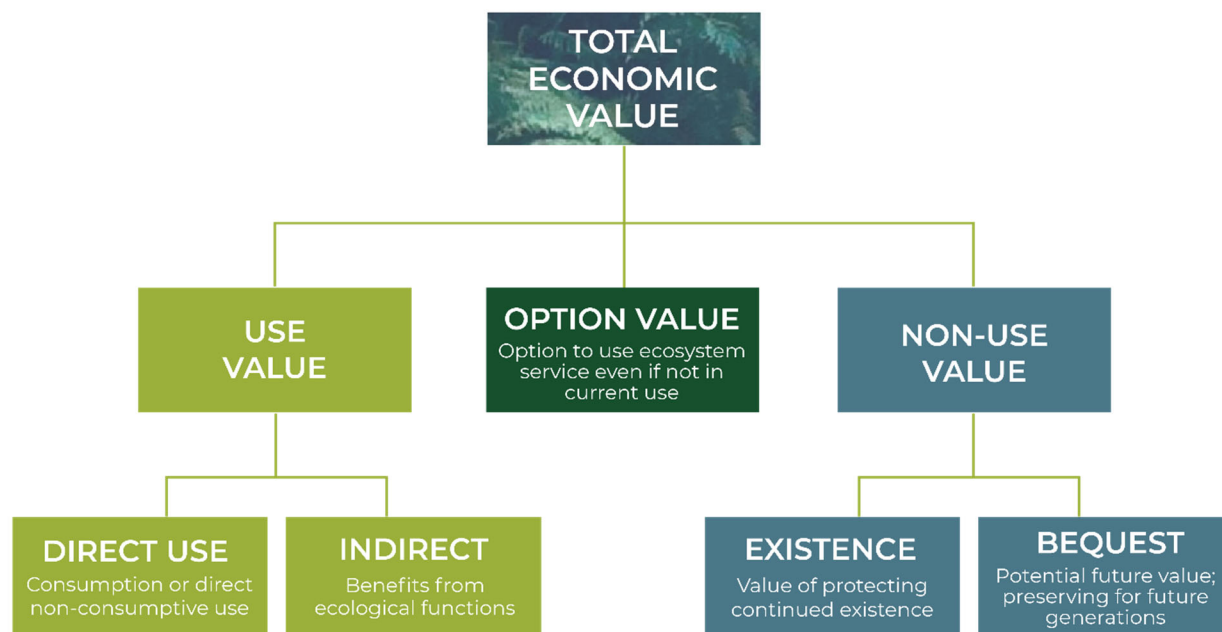 TOTAL
ECONOMIC
VALUE
USE
VALUE
OPTION VALUE
Option to use ecosystem
service even if not in
current use
NON-USE
VALUE
DIRECT USE
Consumption or direct
non-consumptive use
INDIRECT
Benefits from
ecological functions
EXISTENCE
Value of protecting
continued existence
BEQUEST
Potential future value;
preserving for future
generations